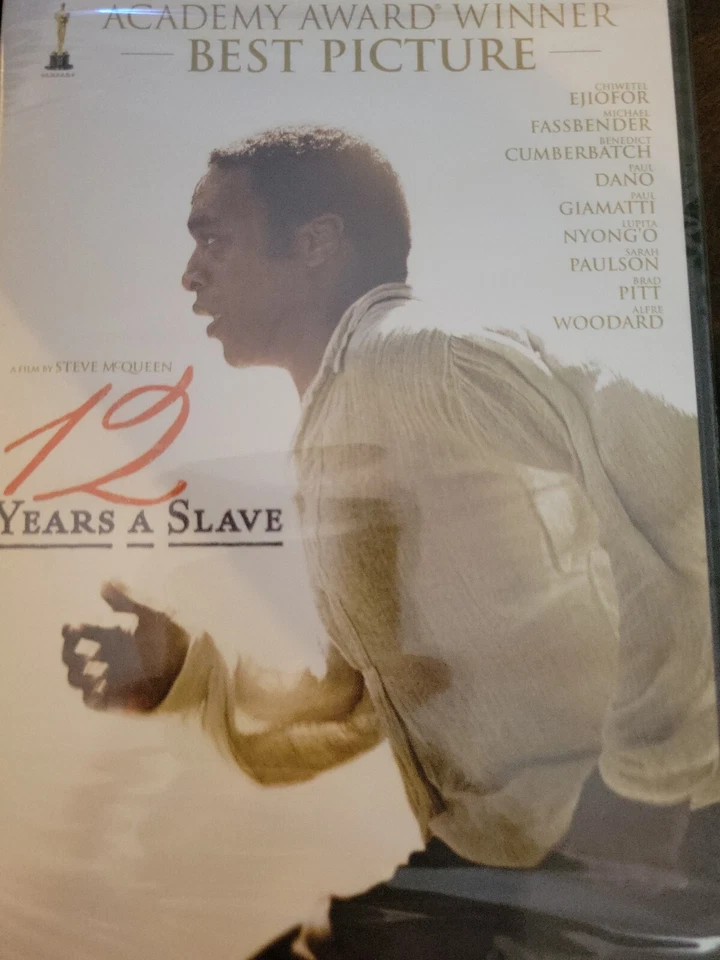 ACADEMY AWARD® WINNER
BEST PICTURE
CHIWETEL
EJIOFOR
MICHAEL
FASSBENDER
BENEDICT
CUMBERBATCH
PAUL
DANO
PAUL
GIAMATTI
LUPITA
NYONG'O
SARAH
PAULSON
BRAD
PITT
ALFRE
WOODARD
A FILM BY STEVE McQUEEN
12
YEARS A SLAVE